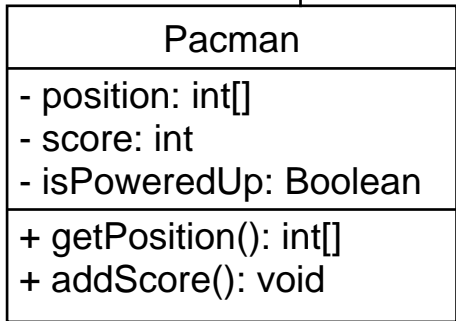 Pacman
- position: int[]
- score: int
- isPoweredUp: Boolean
+ getPosition(): int[]
+ addScore(): void